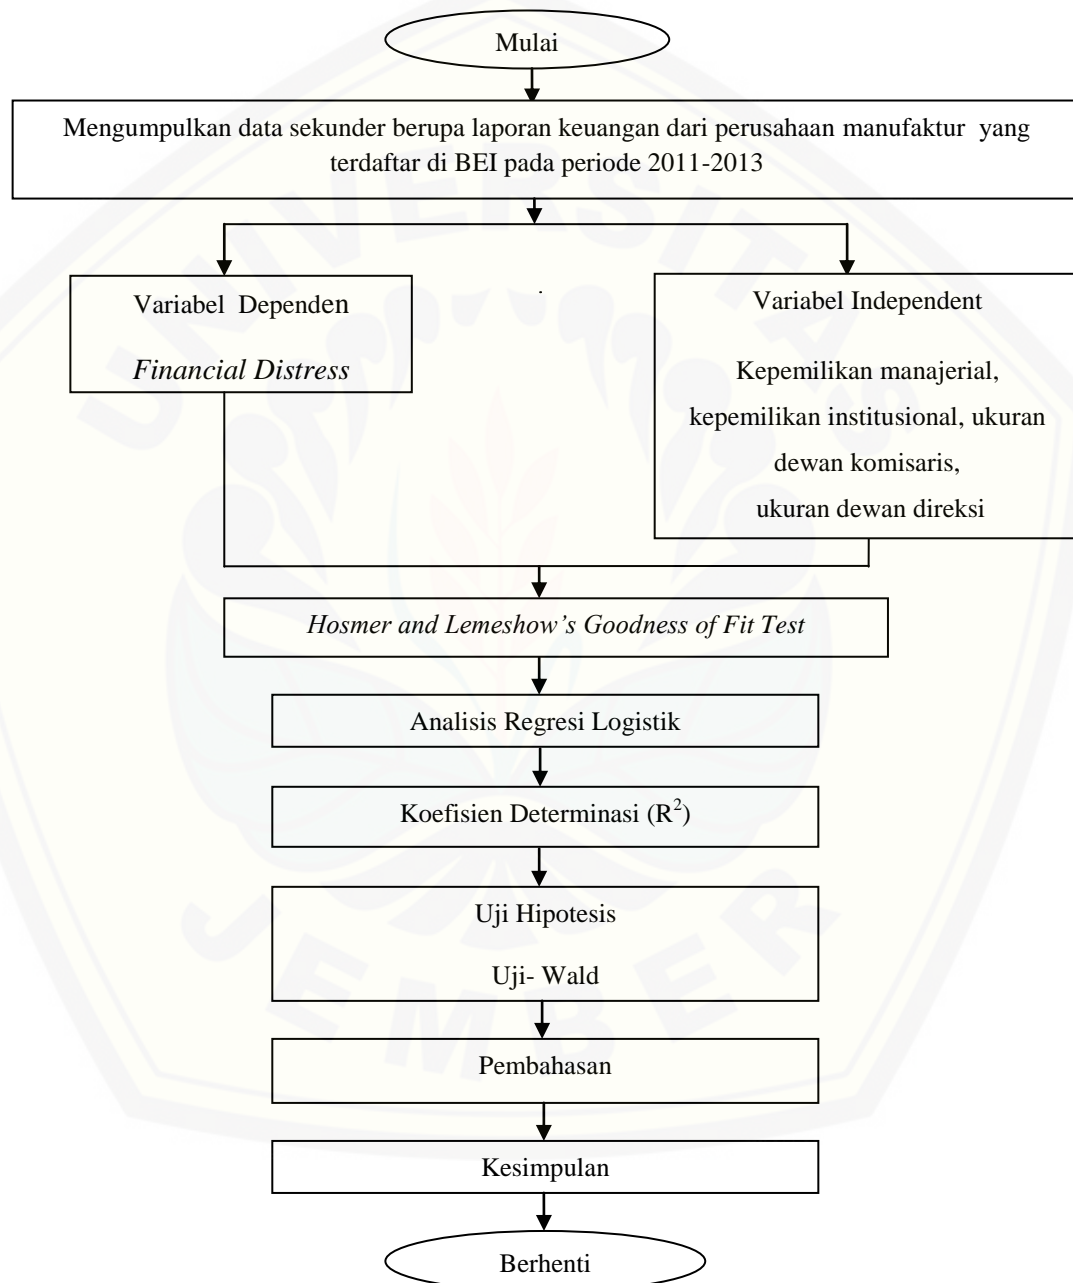 Mulai
Mengumpulkan data sekunder berupa laporan keuangan dari perusahaan manufaktur yang
terdaftar di BEI pada periode 2011-2013
Variabel Dependen
Financial Distress
Variabel Independent
Kepemilikan manajerial,
kepemilikan institusional, ukuran
dewan komisaris,
ukuran dewan direksi
Hosmer and Lemeshow's Goodness of Fit Test
Analisis Regresi Logistik
Koefisien Determinasi (R²)
Uji Hipotesis
Uji- Wald
Pembahasan
Kesimpulan
Berhenti
UNIVERSITAS
JEMBER